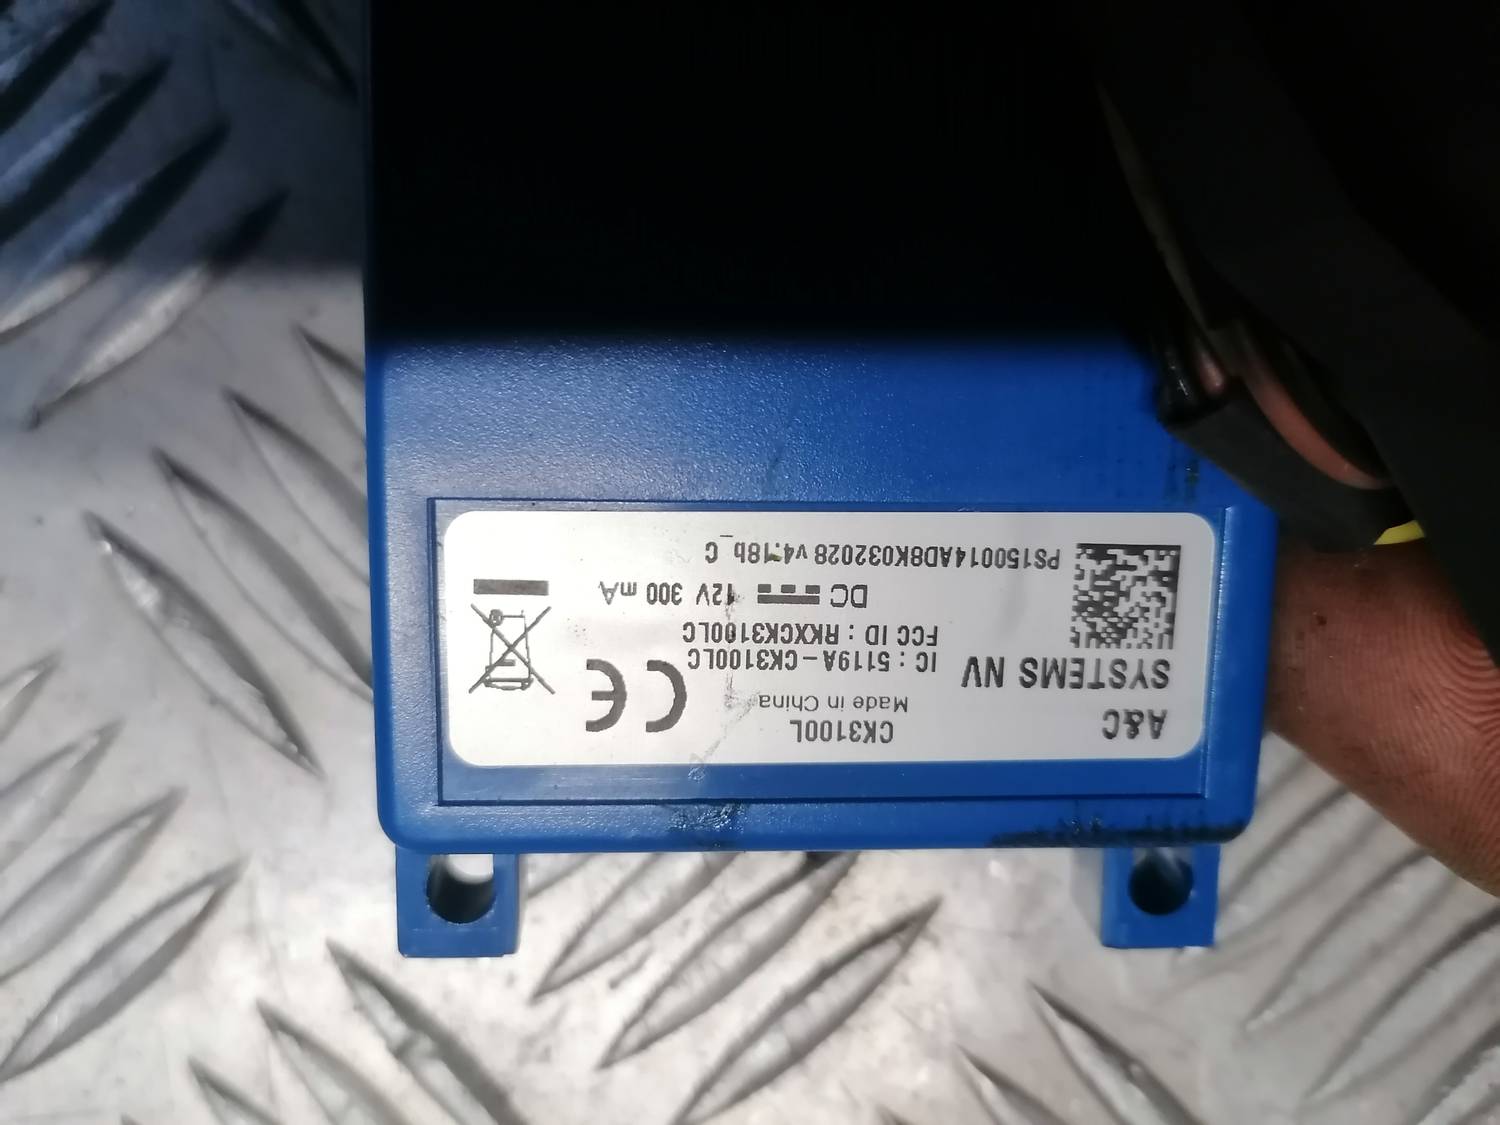 A&C
SYSTEMS NV
CK3100L
Made in China
IC : 5119A-CK3100LC
FCC ID : RKXCK3100LC
DC 12V 300 mA
PS150014AD8K032028 v4.18b_C
CE